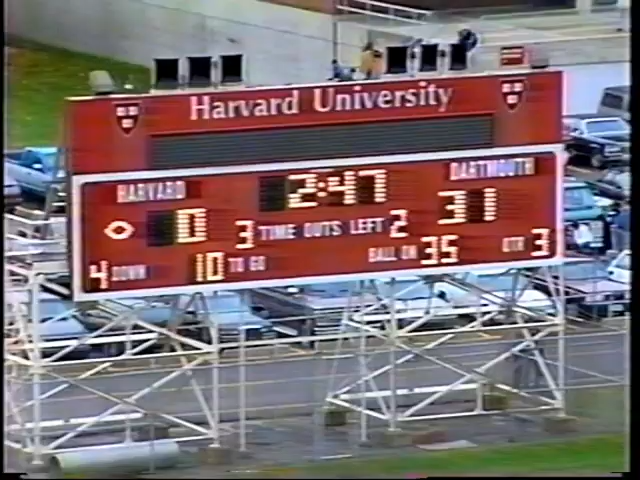 Harvard University
HARVARD 2:47 DARTMOUTH
0 3 TIME OUTS LEFT 2 31
4 DOWN 10 TO GO BALL ON 35 QTR 3